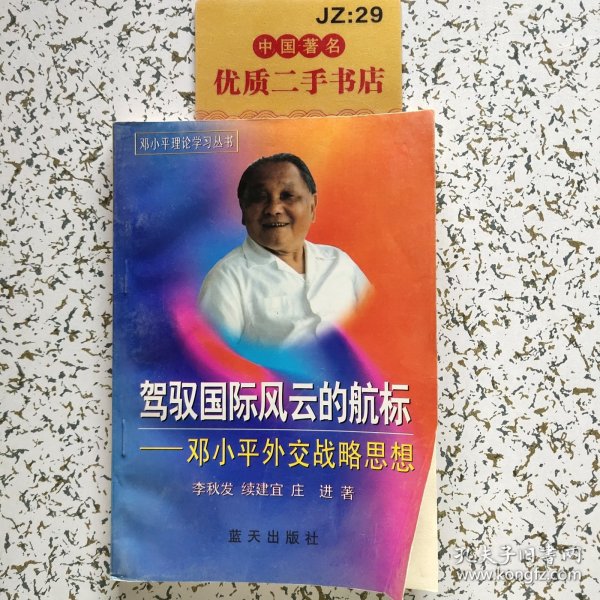 JZ:29
中国著名
优质二手书店
邓小平理论学习丛书
驾驭国际风云的航标
——邓小平外交战略思想
李秋发 续建宜 庄 进 著
蓝天出版社
孔夫子旧书网
kongfz.com